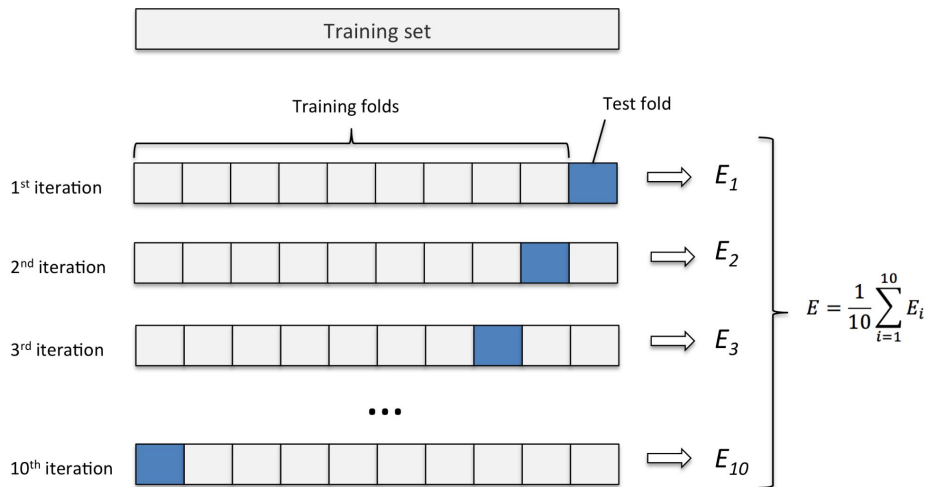 Training set
Training folds
Test fold
1st iteration
E1
2nd iteration
E2
3rd iteration
E3
E = 1/10 ∑ i=1 10 Ei
...
10th iteration
E10